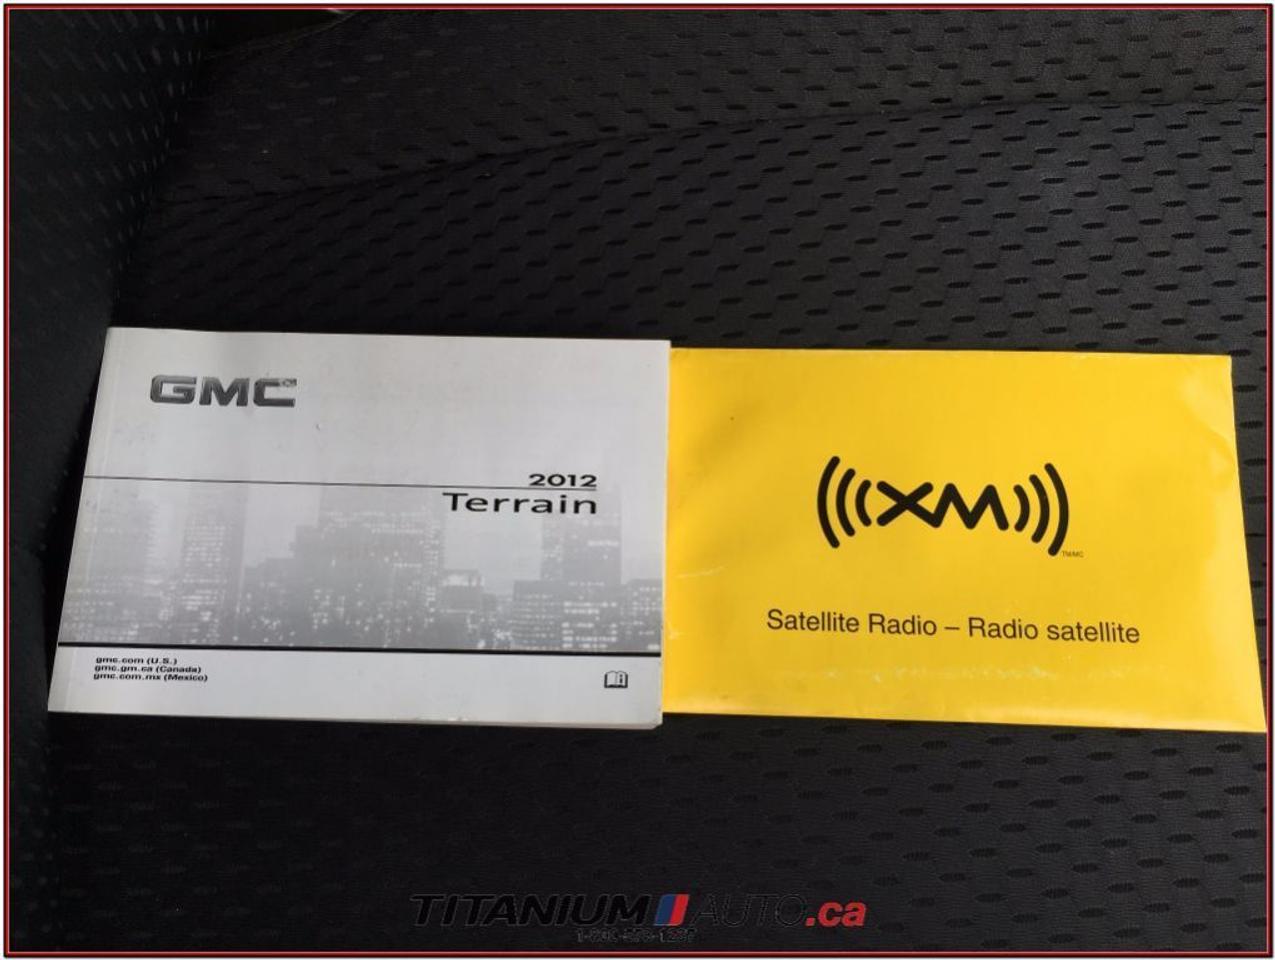 GMC
2012
Terrain
gmc.com (U.S.)
gmc.gm.ca (Canada)
gmc.com.mx (Mexico)
XM
TM/MC
Satellite Radio – Radio satellite
TITANIUM AUTO.ca